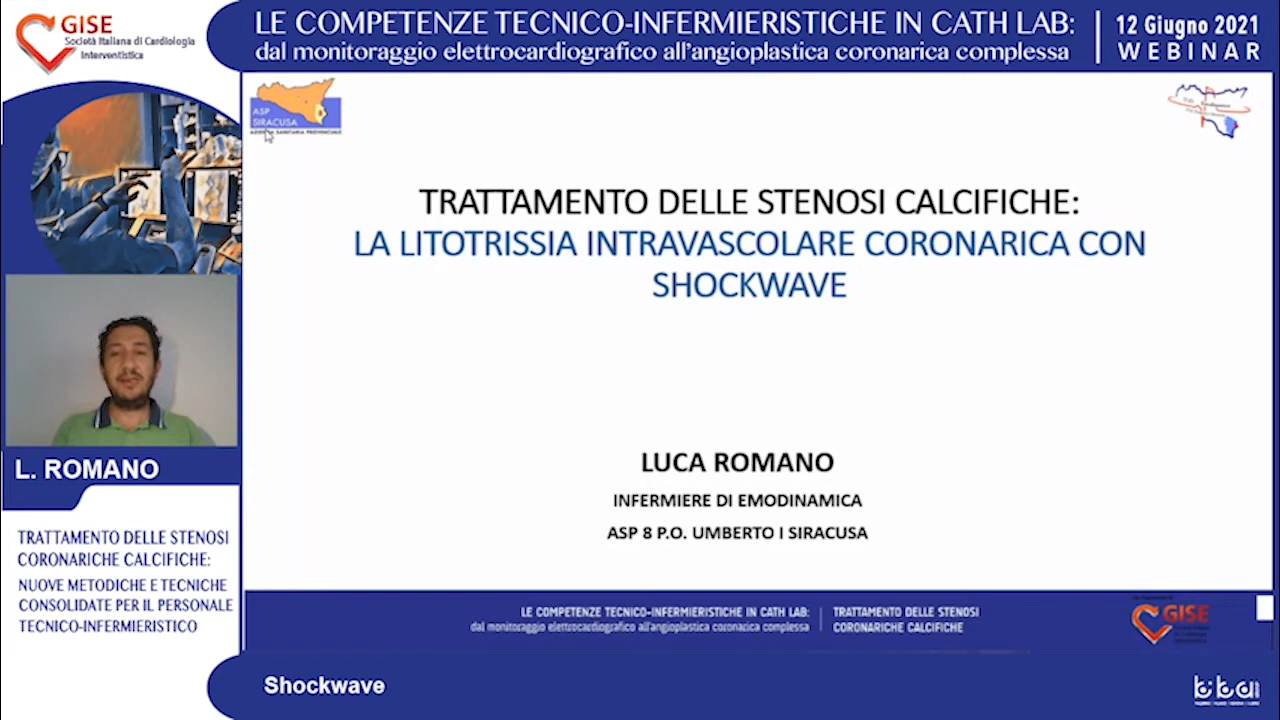 GISE
Società Italiana di Cardiologia
Interventistica
LE COMPETENZE TECNICO-INFERMIERISTICHE IN CATH LAB:
dal monitoraggio elettrocardiografico all'angioplastica coronarica complessa
12 Giugno 2021
WEBINAR
ASP
SIRACUSA
AZIENDA SANITARIA PROVINCIALE
TRATTAMENTO DELLE STENOSI CALCIFICHE:
LA LITOTRISSIA INTRAVASCOLARE CORONARICA CON
SHOCKWAVE
LUCA ROMANO
INFERMIERE DI EMODINAMICA
ASP 8 P.O. UMBERTO I SIRACUSA
L. ROMANO
TRATTAMENTO DELLE STENOSI
CORONARICHE CALCIFICHE:
NUOVE METODICHE E TECNICHE
CONSOLIDATE PER IL PERSONALE
TECNICO-INFERMIERISTICO
LE COMPETENZE TECNICO-INFERMIERISTICHE IN CATH LAB:
dal monitoraggio elettrocardiografico all'angioplastica coronarica complessa
TRATTAMENTO DELLE STENOSI
CORONARICHE CALCIFICHE
GISE
Shockwave